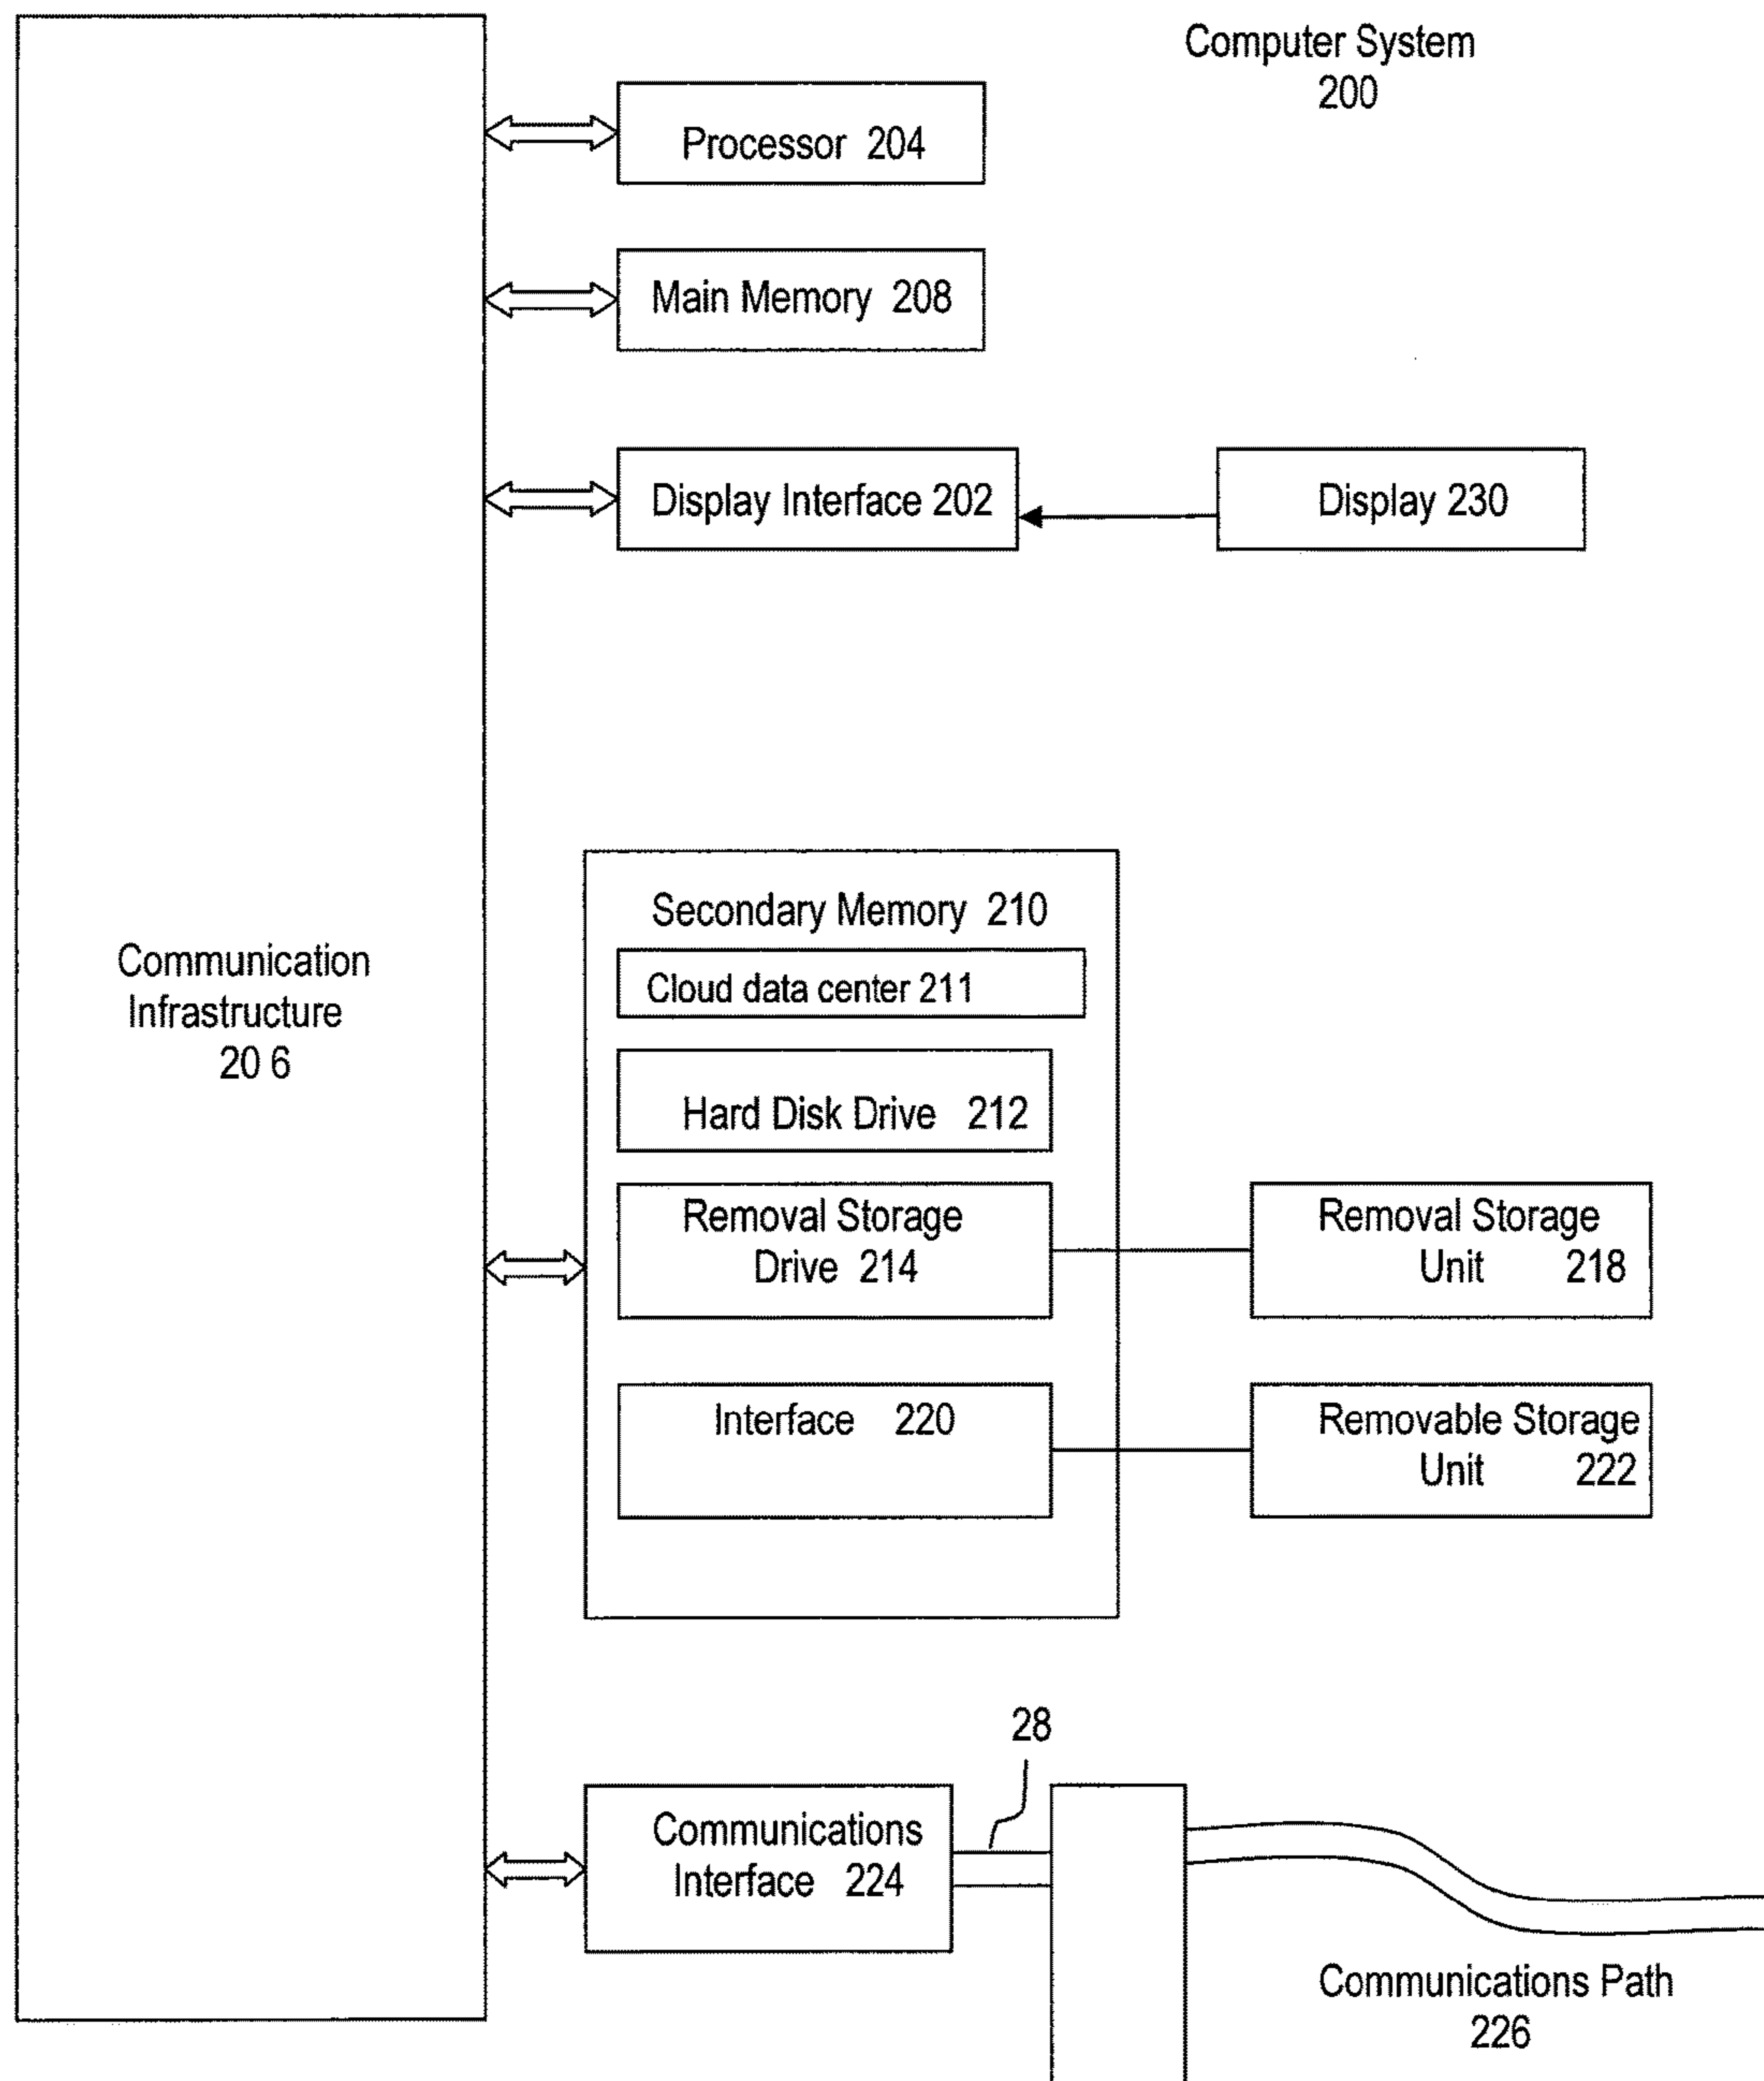 Computer System
200
Processor 204
Main Memory 208
Display Interface 202
Display 230
Communication
Infrastructure
20 6
Secondary Memory 210
Cloud data center 211
Hard Disk Drive 212
Removal Storage
Drive 214
Removal Storage
Unit 218
Interface 220
Removable Storage
Unit 222
28
Communications
Interface 224
Communications Path
226